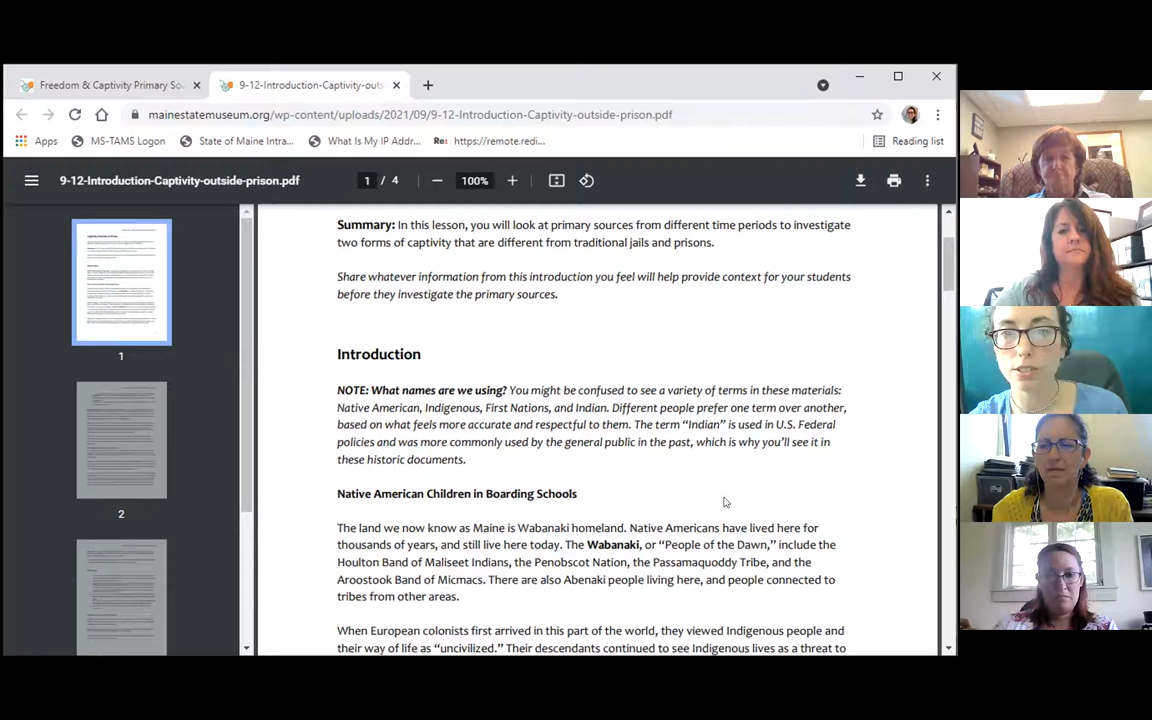 Freedom & Captivity Primary So
9-12-Introduction-Captivity-outs
mainestatemuseum.org/wp-content/uploads/2021/09/9-12-Introduction-Captivity-outside-prison.pdf
Apps
MS-TAMS Logon
State of Maine Intra...
What Is My IP Addr...
Re: https://remote.redi...
Reading list
9-12-Introduction-Captivity-outside-prison.pdf
1 / 4
100%
Summary: In this lesson, you will look at primary sources from different time periods to investigate
two forms of captivity that are different from traditional jails and prisons.
Share whatever information from this introduction you feel will help provide context for your students
before they investigate the primary sources.
Introduction
NOTE: What names are we using? You might be confused to see a variety of terms in these materials:
Native American, Indigenous, First Nations, and Indian. Different people prefer one term over another,
based on what feels more accurate and respectful to them. The term “Indian” is used in U.S. Federal
policies and was more commonly used by the general public in the past, which is why you’ll see it in
these historic documents.
Native American Children in Boarding Schools
The land we now know as Maine is Wabanaki homeland. Native Americans have lived here for
thousands of years, and still live here today. The Wabanaki, or “People of the Dawn,” include the
Houlton Band of Maliseet Indians, the Penobscot Nation, the Passamaquoddy Tribe, and the
Aroostook Band of Micmacs. There are also Abenaki people living here, and people connected to
tribes from other areas.
When European colonists first arrived in this part of the world, they viewed Indigenous people and
their way of life as “uncivilized.” Their descendants continued to see Indigenous lives as a threat to
1
2